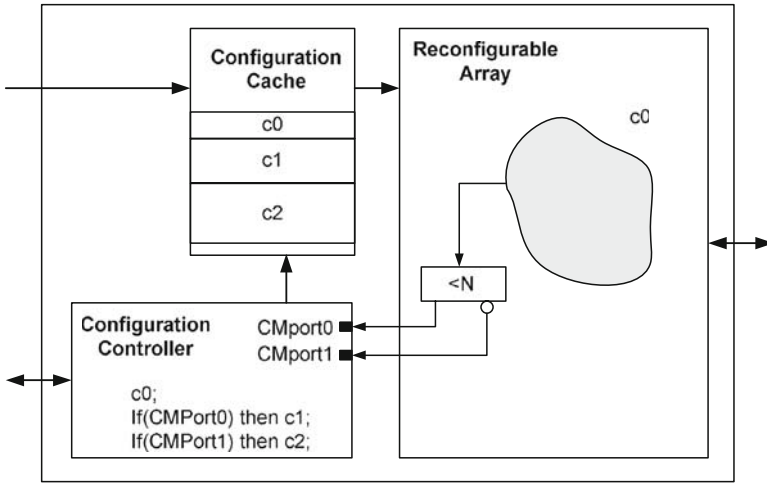 Configuration
Cache
c0
c1
c2
Reconfigurable
Array
c0
<N
Configuration
Controller
CMport0
CMport1
c0;
If(CMPort0) then c1;
If(CMPort1) then c2;